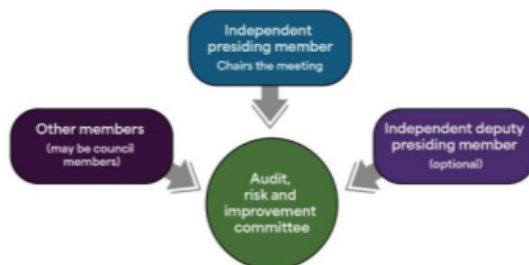 Independent
presiding member
Chairs the meeting
Other members
(may be council
members)
Independent deputy
presiding member
(optional)
Audit,
risk and
improvement
committee